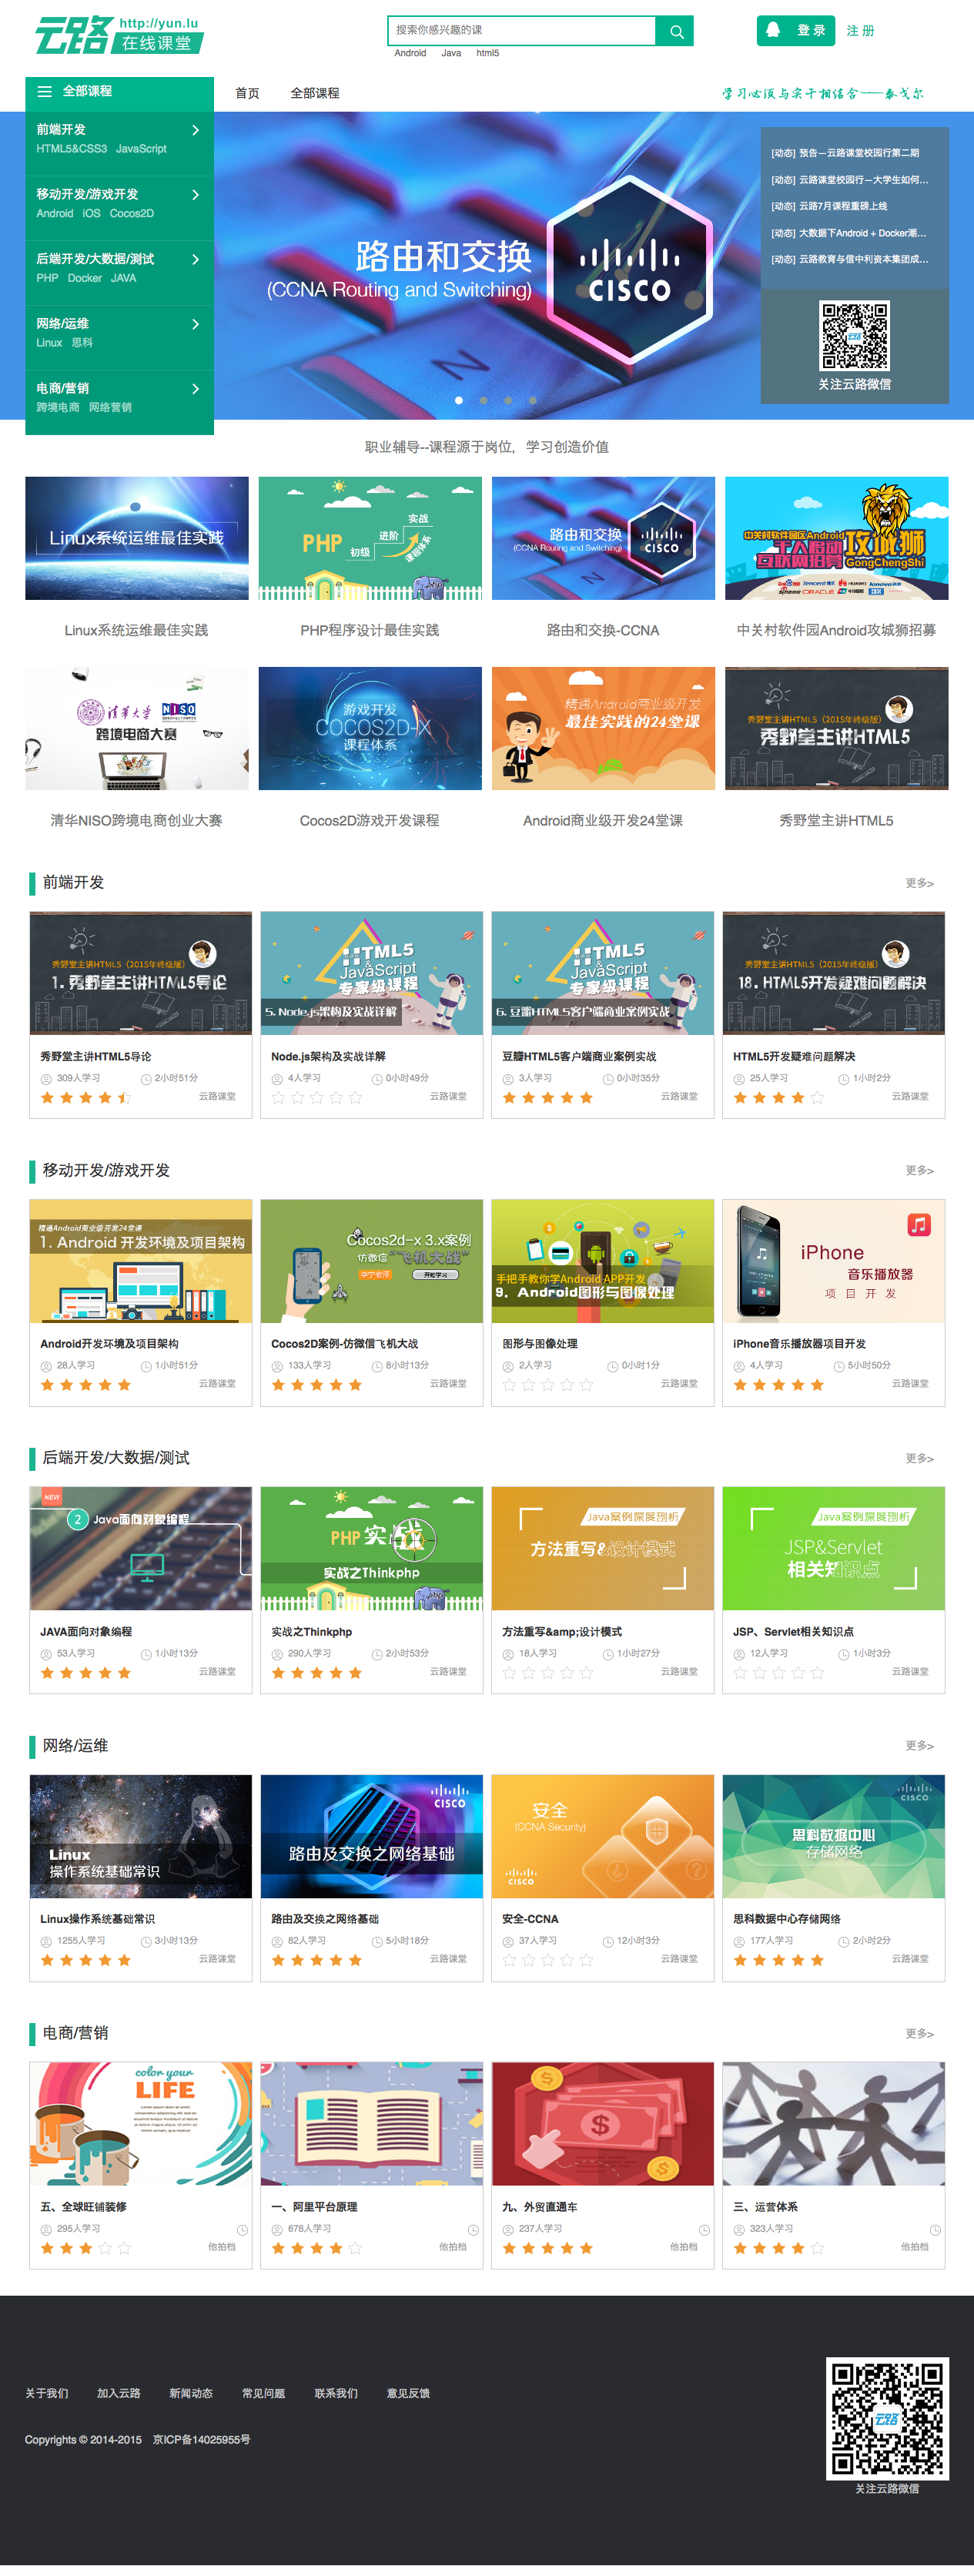 云路 http://yun.lu
在线课堂
搜索你感兴趣的课
Android Java html5
登 录 注 册
全部课程
首页 全部课程
学习必须与实干相结合——泰戈尔
前端开发
HTML5&CSS3 JavaScript
移动开发/游戏开发
Android iOS Cocos2D
后端开发/大数据/测试
PHP Docker JAVA
网络/运维
Linux 思科
电商/营销
跨境电商 网络营销
路由和交换
(CCNA Routing and Switching)
CISCO
[动态] 预告—云路课堂校园行第二期
[动态] 云路课堂校园行—大学生如何...
[动态] 云路7月课程重磅上线
[动态] 大数据下Android + Docker潮...
[动态] 云路教育与信中利资本集团成...
云路
关注云路微信
职业辅导--课程源于岗位，学习创造价值
Linux系统运维最佳实践
PHP 初级 进阶 实战 课程体系
php
路由和交换
(CCNA Routing and Switching)
CISCO
中关村软件园区Android
千人应动
互联网招募
攻城狮
GongChengShi
Linux系统运维最佳实践 PHP程序设计最佳实践 路由和交换-CCNA 中关村软件园Android攻城狮招募
清华大学 NISO
跨境电商大赛
游戏开发
COCOS2D-X
课程体系
精通Android商业级开发
最佳实践的24堂课
秀野堂主讲HTML5（2015年终级版）
秀野堂主讲HTML5
清华NISO跨境电商创业大赛 Cocos2D游戏开发课程 Android商业级开发24堂课 秀野堂主讲HTML5
前端开发 更多>
秀野堂主讲HTML5（2015年终级版）
1. 秀野堂主讲HTML5导论
HTML5
&
JavaScript
专家级课程
5. Node.js架构及实战详解
HTML5
&
JavaScript
专家级课程
6. 豆瓣HTML5客户端商业案例实战
秀野堂主讲HTML5（2015年终级版）
18. HTML5开发疑难问题解决
秀野堂主讲HTML5导论 Node.js架构及实战详解 豆瓣HTML5客户端商业案例实战 HTML5开发疑难问题解决
309人学习 2小时51分 4人学习 0小时49分 3人学习 0小时35分 25人学习 1小时2分
云路课堂 云路课堂 云路课堂 云路课堂
移动开发/游戏开发 更多>
精通Android商业级开发24堂课
1. Android 开发环境及项目架构
Cocos2d-x 3.x案例
仿微信“飞机大战”
华宁老师 开始学习
手把手教你学Android APP开发
9. Android图形与图像处理
iPhone
音乐播放器
项 目 开 发
Android开发环境及项目架构 Cocos2D案例-仿微信飞机大战 图形与图像处理 iPhone音乐播放器项目开发
28人学习 1小时51分 133人学习 8小时13分 2人学习 0小时1分 4人学习 5小时50分
云路课堂 云路课堂 云路课堂 云路课堂
后端开发/大数据/测试 更多>
NEW
2 Java面向对象编程
PHP 实战
实战之Thinkphp
php
Java案例深度剖析
方法重写&设计模式
Java案例深度剖析
JSP&Servlet
相关知识点
JAVA面向对象编程 实战之Thinkphp 方法重写&amp;设计模式 JSP、Servlet相关知识点
53人学习 1小时13分 290人学习 2小时53分 18人学习 1小时27分 12人学习 1小时3分
云路课堂 云路课堂 云路课堂 云路课堂
网络/运维 更多>
Linux
操作系统基础常识
CISCO
路由及交换之网络基础
安全
(CCNA Security)
CISCO
CISCO
思科数据中心
存储网络
Linux操作系统基础常识 路由及交换之网络基础 安全-CCNA 思科数据中心存储网络
1255人学习 3小时13分 82人学习 5小时18分 37人学习 12小时3分 177人学习 2小时2分
云路课堂 云路课堂 云路课堂 云路课堂
电商/营销 更多>
color your
LIFE
五、全球旺铺装修 一、阿里平台原理 九、外贸直通车 三、运营体系
295人学习 678人学习 237人学习 323人学习
他拍档 他拍档 他拍档 他拍档
关于我们 加入云路 新闻动态 常见问题 联系我们 意见反馈
Copyrights © 2014-2015 京ICP备14025955号
云路
关注云路微信